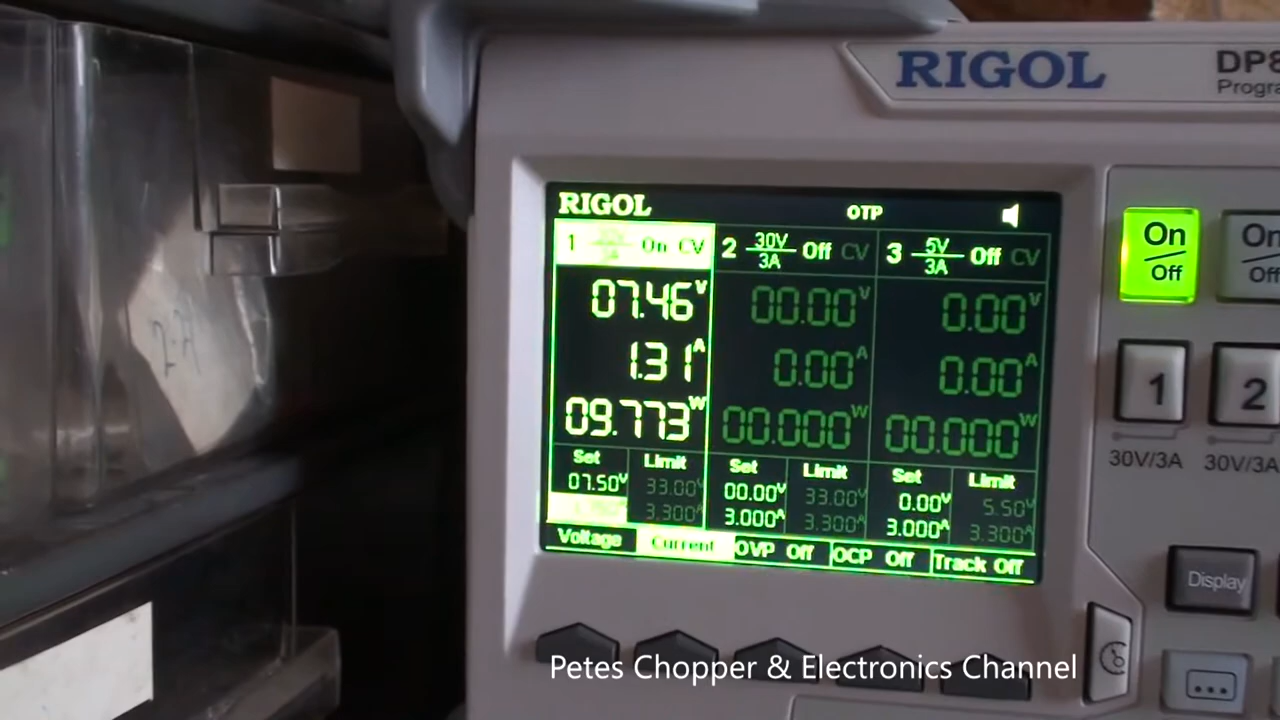 RIGOL
DP8
Progra
RIGOL OTP
1 On CV 2 30V/3A Off CV 3 5V/3A Off CV
07.46V 00.00V 0.00V
1.31A 0.00A 0.00A
09.773W 00.000W 00.000W
Set Limit Set Limit Set Limit
07.50V 33.00V 00.00V 33.00V 0.00V 5.50V
3.300A 3.000A 3.300A 3.000A 3.300A
Voltage Current OVP Off OCP Off Track Off
On/Off On/Off
1 2
30V/3A 30V/3A
Display
Petes Chopper & Electronics Channel